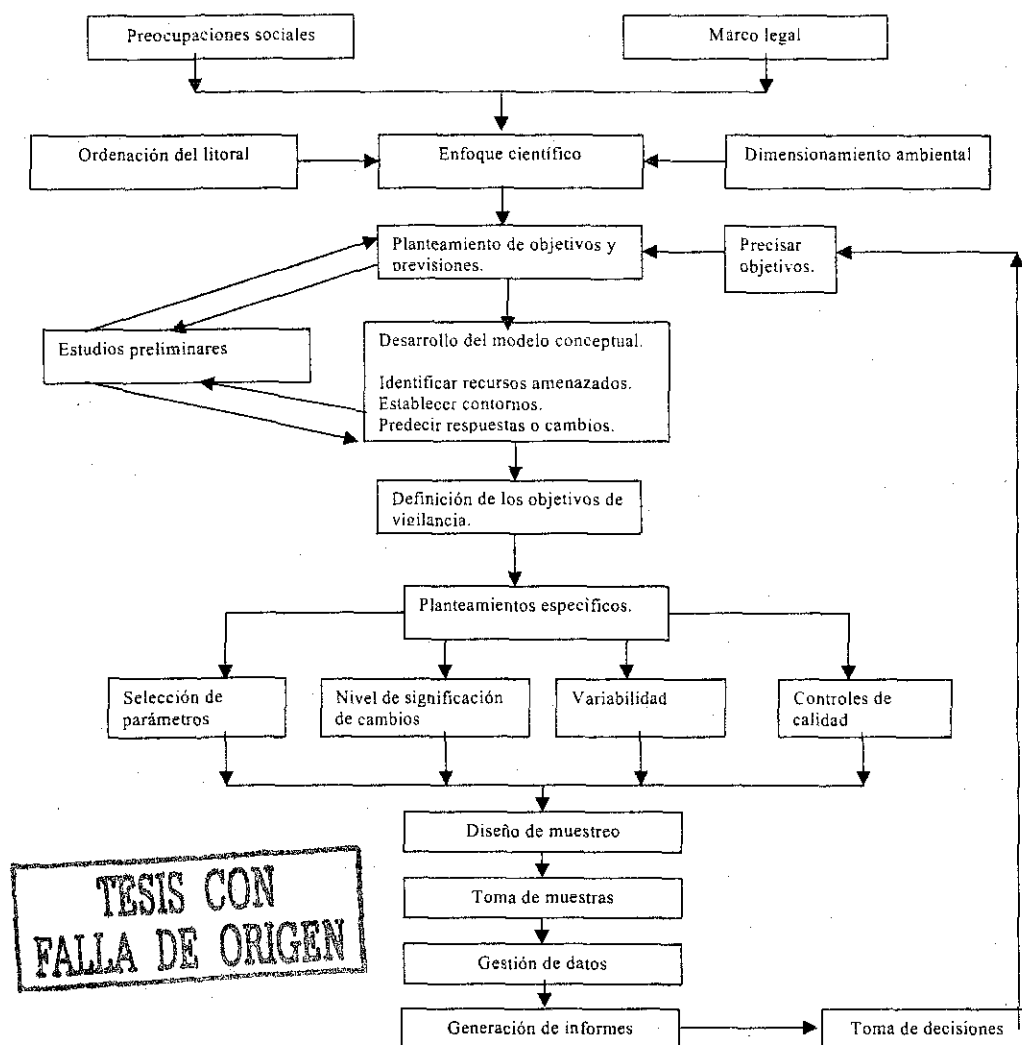 Preocupaciones sociales
Marco legal
Ordenación del litoral
Enfoque científico
Dimensionamiento ambiental
Planteamiento de objetivos y
previsiones.
Precisar
objetivos.
Estudios preliminares
Desarrollo del modelo conceptual.
Identificar recursos amenazados.
Establecer contornos.
Predecir respuestas o cambios.
Definición de los objetivos de
vigilancia.
Planteamientos específicos.
Selección de
parámetros
Nivel de significación
de cambios
Variabilidad
Controles de
calidad
Diseño de muestreo
Toma de muestras
Gestión de datos
Generación de informes
Toma de decisiones
TESIS CON
FALLA DE ORIGEN